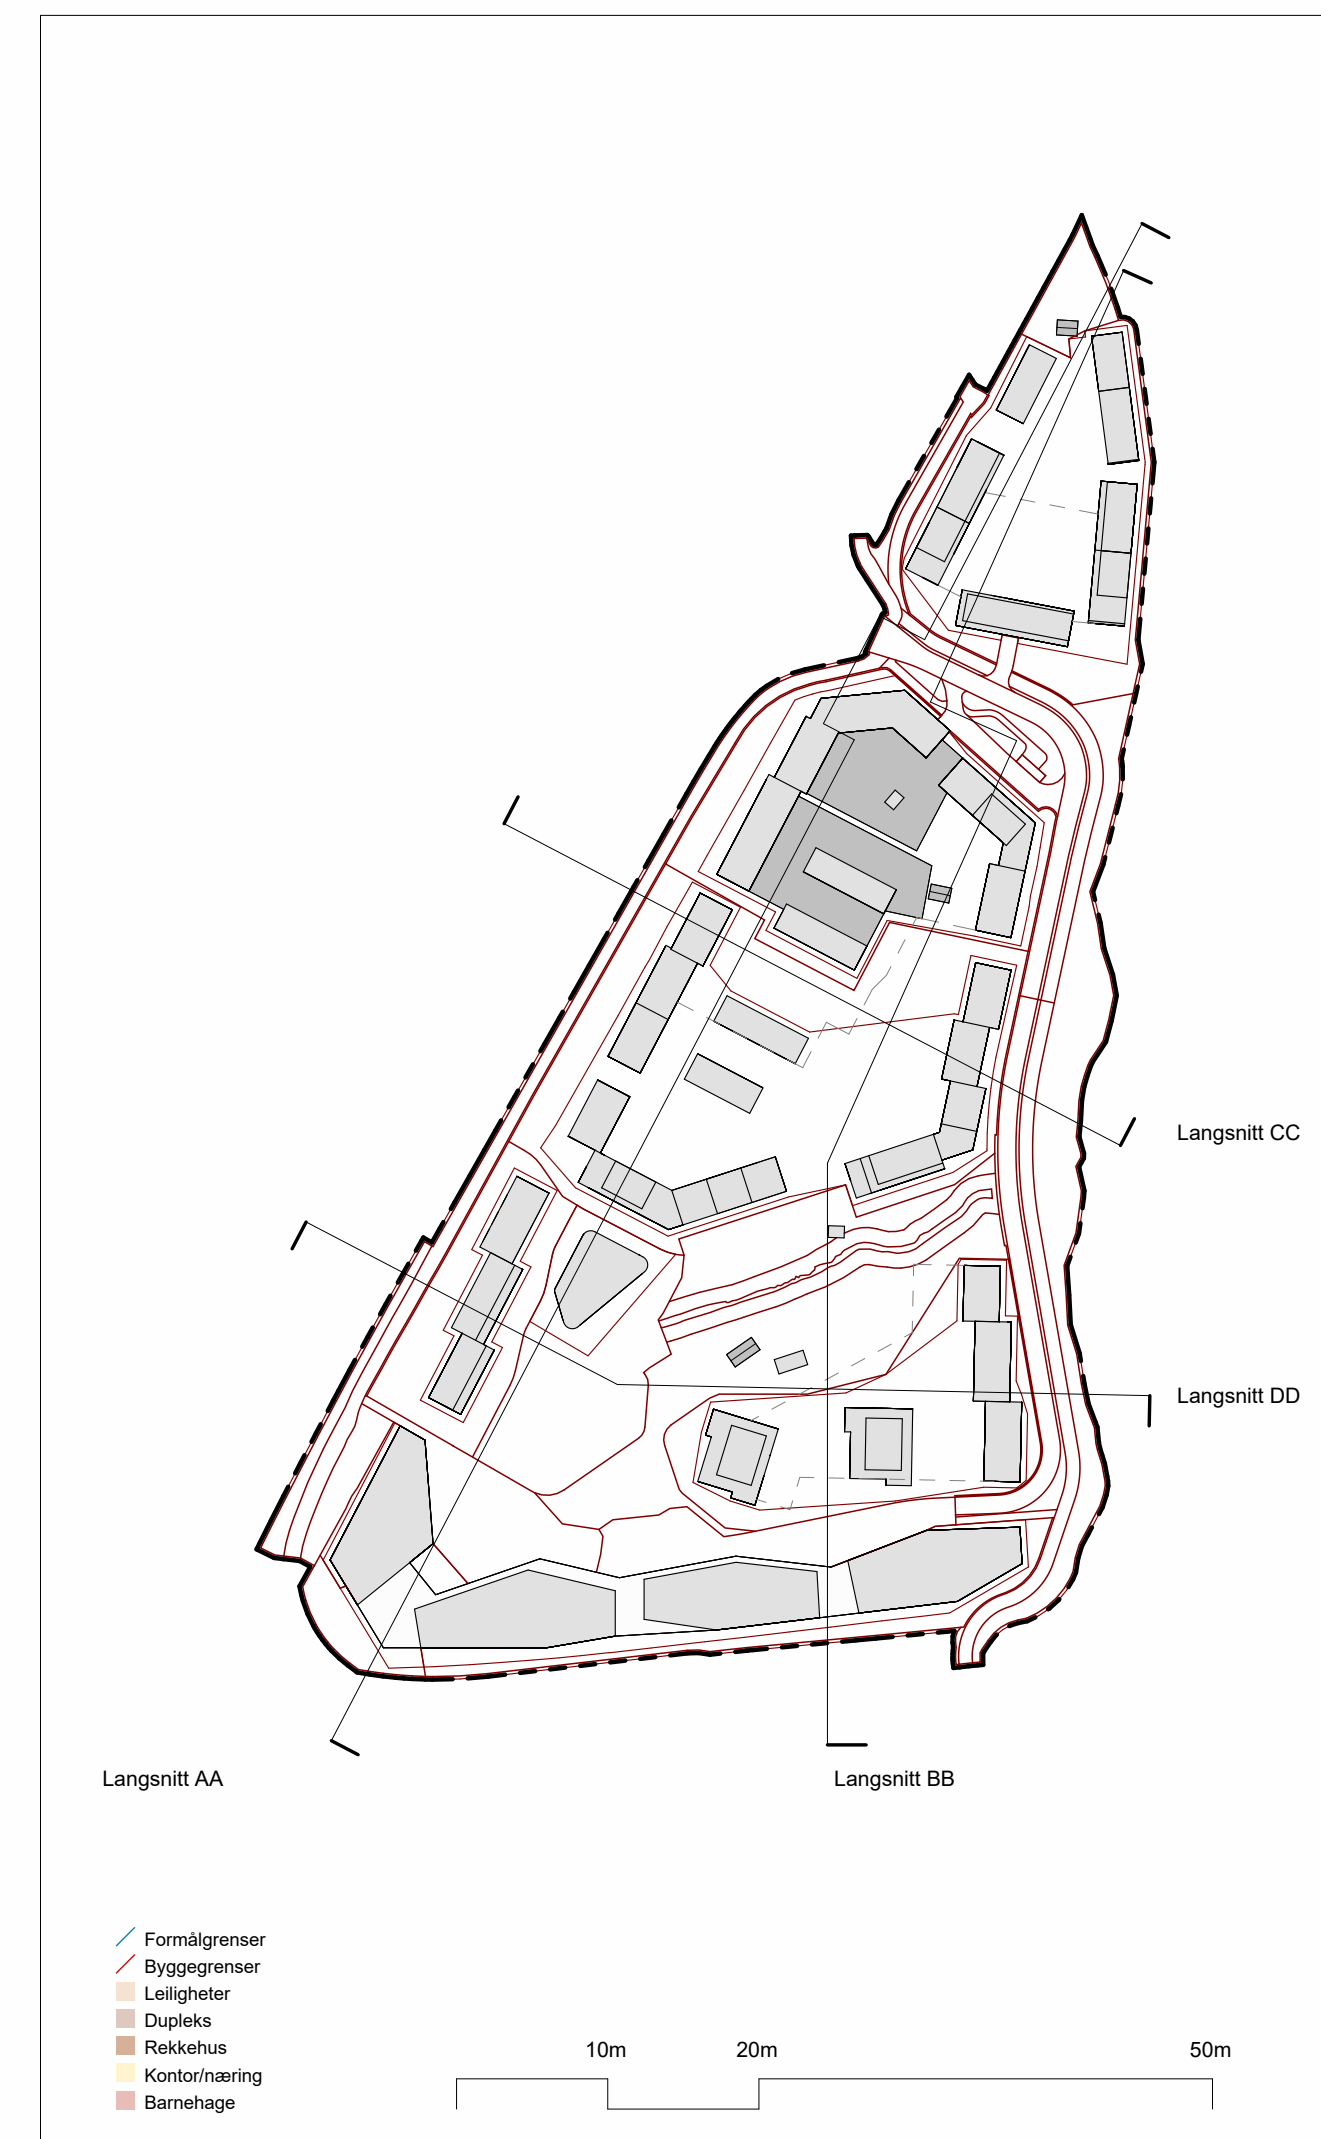 Langsnitt CC
Langsnitt DD
Langsnitt AA
Langsnitt BB
Formålgrenser
Byggegrenser
Leiligheter
Dupleks
Rekkehus
Kontor/næring
Barnehage
10m 20m 50m